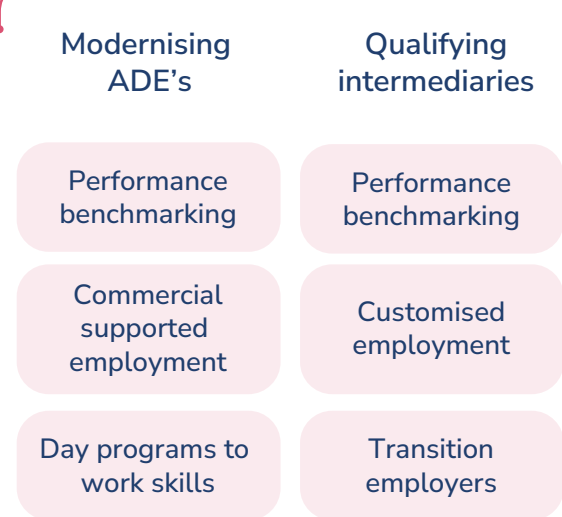 Modernising
ADE’s
Performance
benchmarking
Commercial
supported
employment
Day programs to
work skills
Qualifying
intermediaries
Performance
benchmarking
Customised
employment
Transition
employers